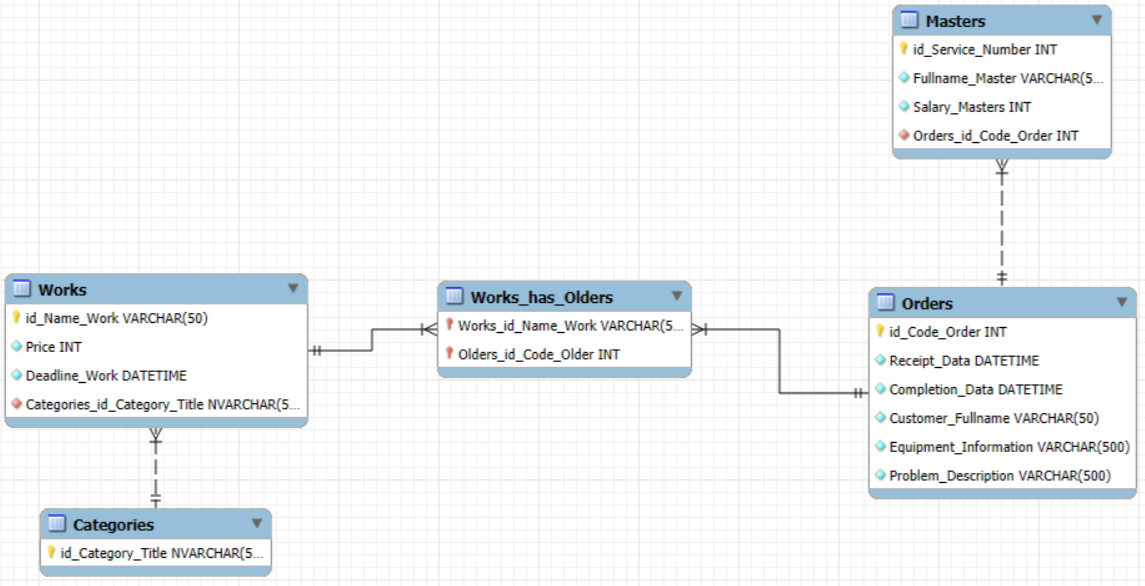 Masters
id_Service_Number INT
Fullname_Master VARCHAR(5...
Salary_Masters INT
Orders_id_Code_Order INT
Works
id_Name_Work VARCHAR(50)
Price INT
Deadline_Work DATETIME
Categories_id_Category_Title NVARCHAR(5...
Works_has_Olders
Works_id_Name_Work VARCHAR(5...
Olders_id_Code_Older INT
Orders
id_Code_Order INT
Receipt_Data DATETIME
Completion_Data DATETIME
Customer_Fullname VARCHAR(50)
Equipment_Information VARCHAR(500)
Problem_Description VARCHAR(500)
Categories
id_Category_Title NVARCHAR(5...